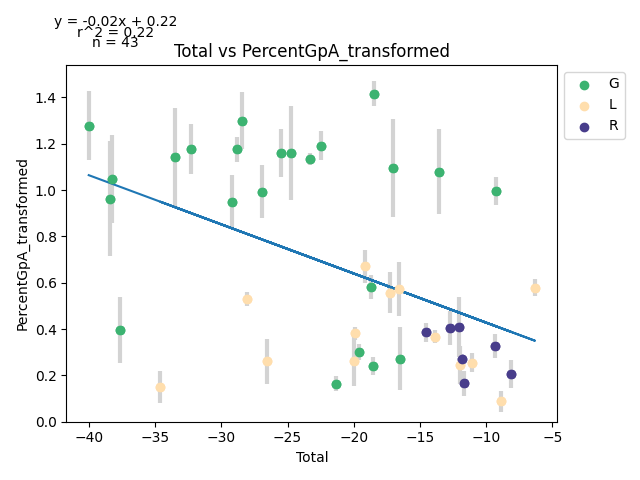 y = -0.02x + 0.22
r^2 = 0.22
n = 43
Total vs PercentGpA_transformed
G
L
R
PercentGpA_transformed
1.4
1.2
1.0
0.8
0.6
0.4
0.2
0.0
−40 −35 −30 −25 −20 −15 −10 −5
Total